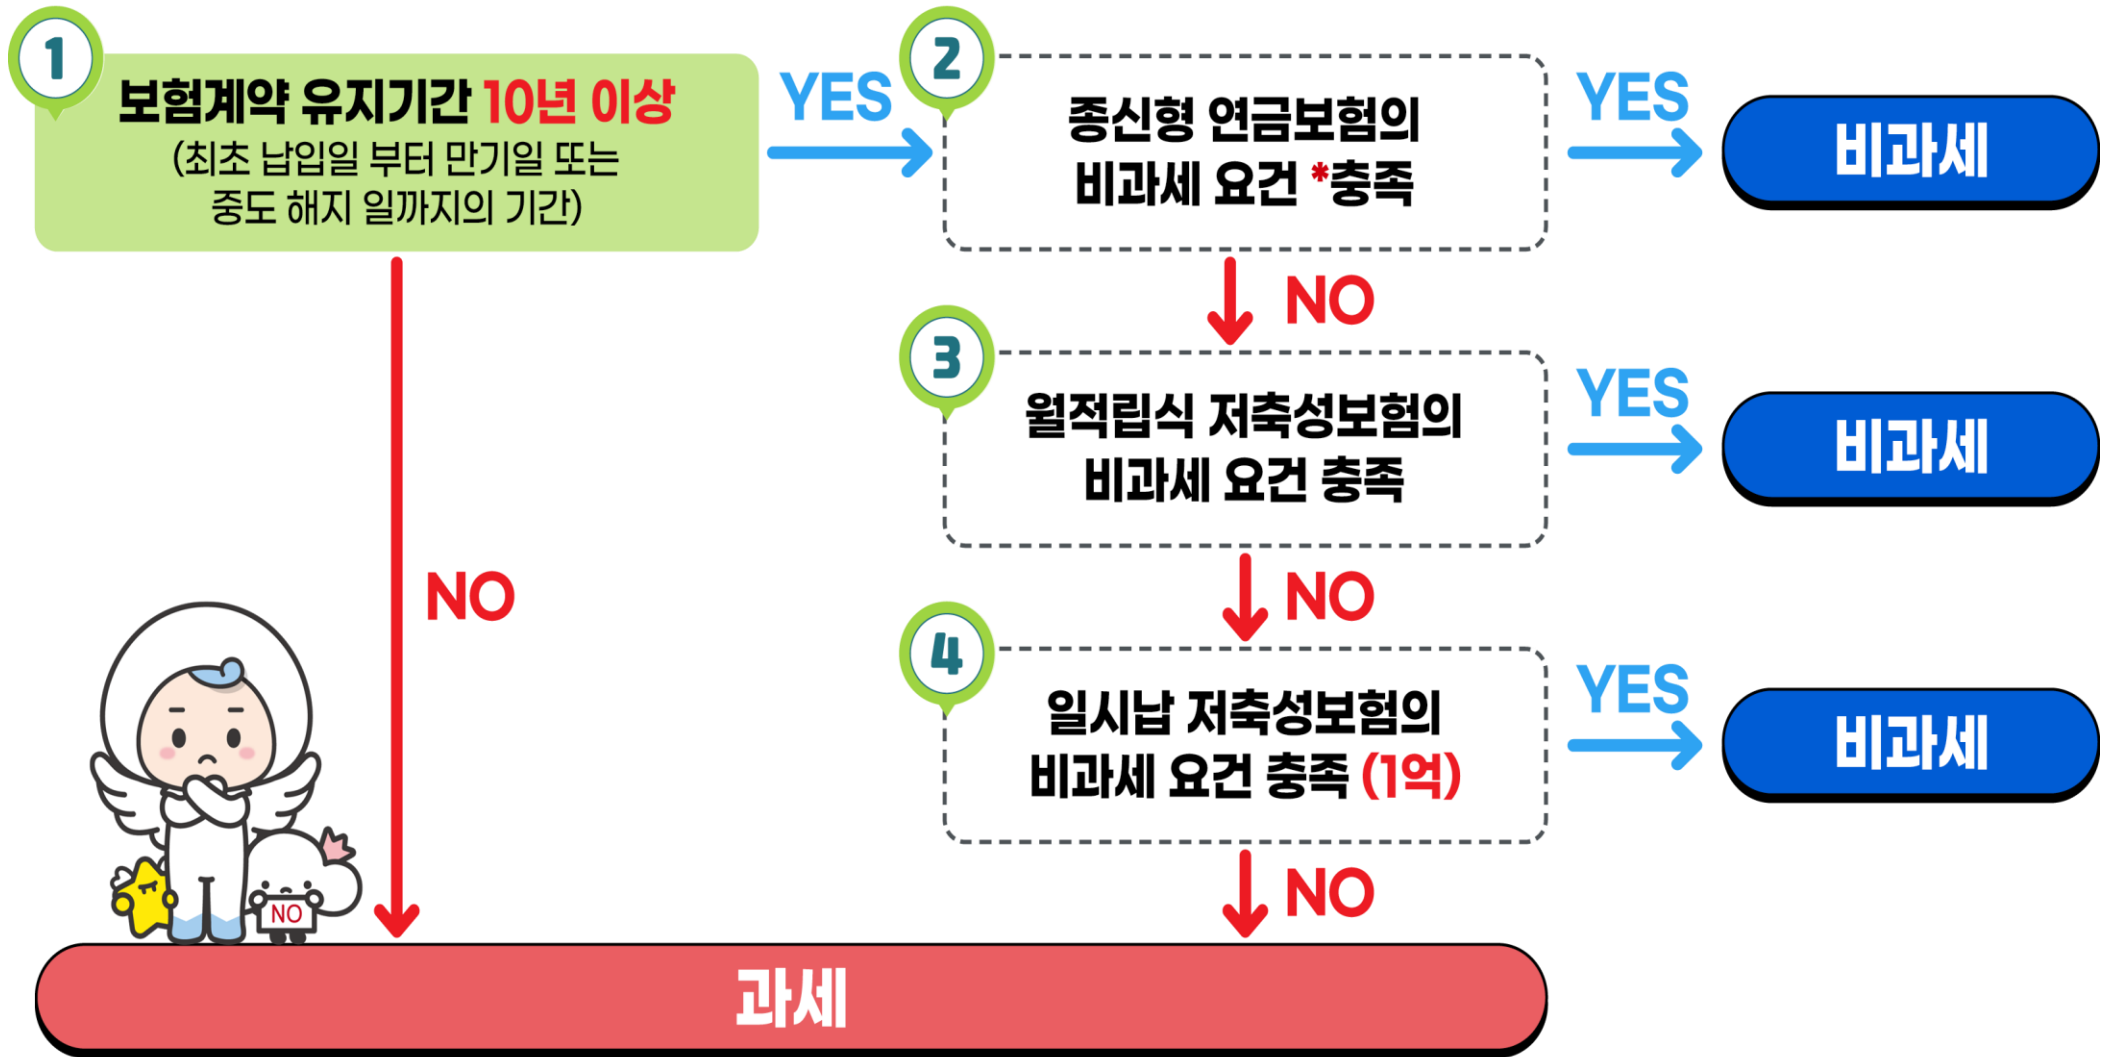 1
보험계약 유지기간 10년 이상
(최초 납입일 부터 만기일 또는
중도 해지 일까지의 기간)
YES
2
종신형 연금보험의
비과세 요건 *충족
YES
비과세
NO
3
월적립식 저축성보험의
비과세 요건 충족
YES
비과세
NO
NO
4
일시납 저축성보험의
비과세 요건 충족 (1억)
YES
비과세
NO
NO
과세